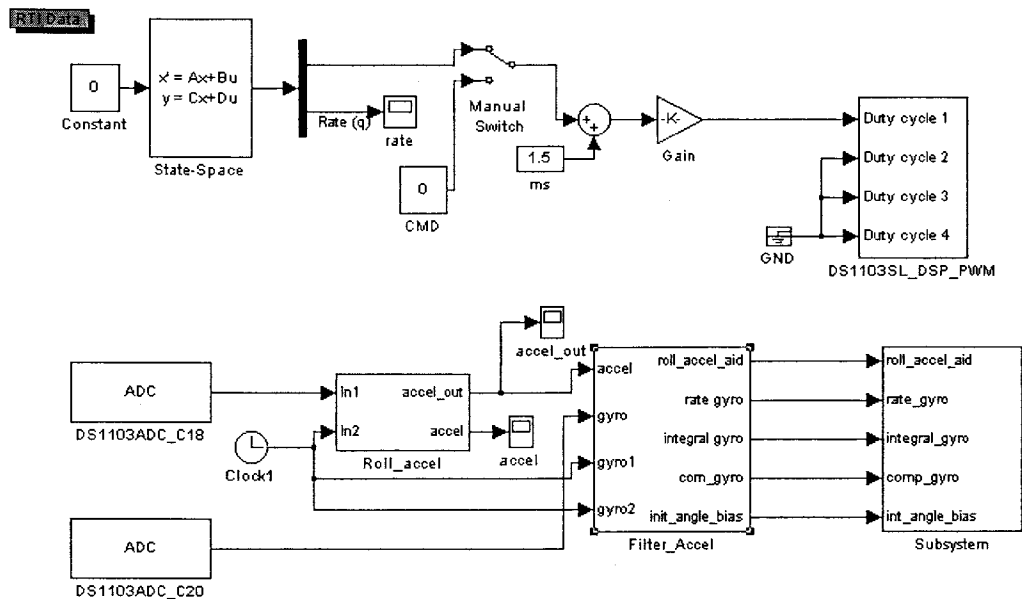 RTI Data
0
Constant
x' = Ax+Bu
y = Cx+Du
State-Space
Rate (q)
rate
0
CMD
Manual
Switch
1.5
ms
-K-
Gain
GND
Duty cycle 1
Duty cycle 2
Duty cycle 3
Duty cycle 4
DS1103SL_DSP_PWM
ADC
DS1103ADC_C18
Clock1
In1
In2
accel_out
accel
Roll_accel
accel_out
accel
accel
gyro
gyro1
gyro2
roll_accel_aid
rate gyro
integral gyro
com_gyro
init_angle_bias
Filter_Accel
roll_accel_aid
rate_gyro
integral_gyro
comp_gyro
int_angle_bias
Subsystem
ADC
DS1103ADC_C20